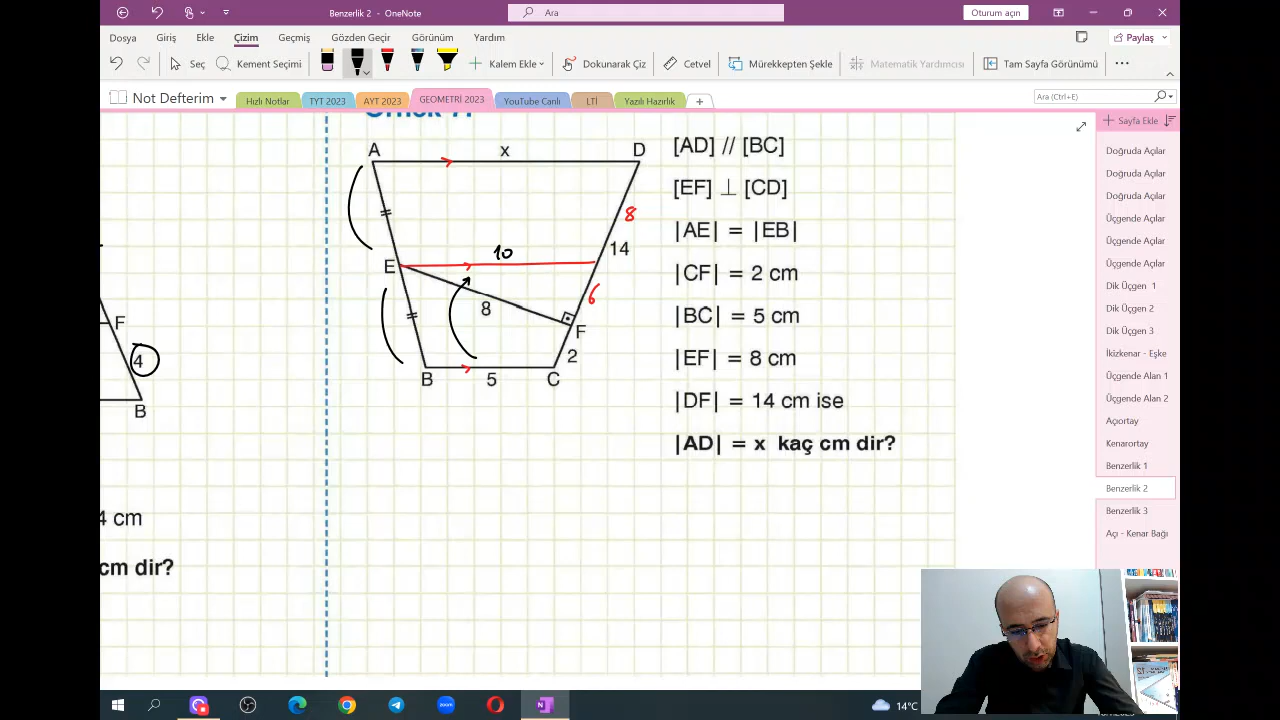 Benzerlik 2 - OneNote
Ara
Oturum açın
Dosya
Giriş
Ekle
Çizim
Geçmiş
Gözden Geçir
Görünüm
Yardım
Paylaş
Seç
Kement Seçimi
Kalem Ekle
Dokunarak Çiz
Cetvel
Mürekkepten Şekle
Matematik Yardımcısı
Tam Sayfa Görünümü
Not Defterim
Hızlı Notlar
TYT 2023
AYT 2023
GEOMETRİ 2023
YouTube Canlı
LTİ
Yazılı Hazırlık
Ara (Ctrl+E)
Sayfa Ekle
Doğruda Açılar
Doğruda Açılar
Doğruda Açılar
Üçgende Açılar
Üçgende Açılar
Üçgende Açılar
Dik Üçgen 1
Dik Üçgen 2
Dik Üçgen 3
İkizkenar - Eşke
Üçgende Alan 1
Üçgende Alan 2
Açıortay
Kenarortay
Benzerlik 1
Benzerlik 2
Benzerlik 3
Açı - Kenar Bağı
A x D
8
14
10
E
6
8
F
2
B 5 C
[AD] // [BC]
[EF] ⊥ [CD]
|AE| = |EB|
|CF| = 2 cm
|BC| = 5 cm
|EF| = 8 cm
|DF| = 14 cm ise
|AD| = x kaç cm dir?
F
4
B
4 cm
cm dir?
14°C